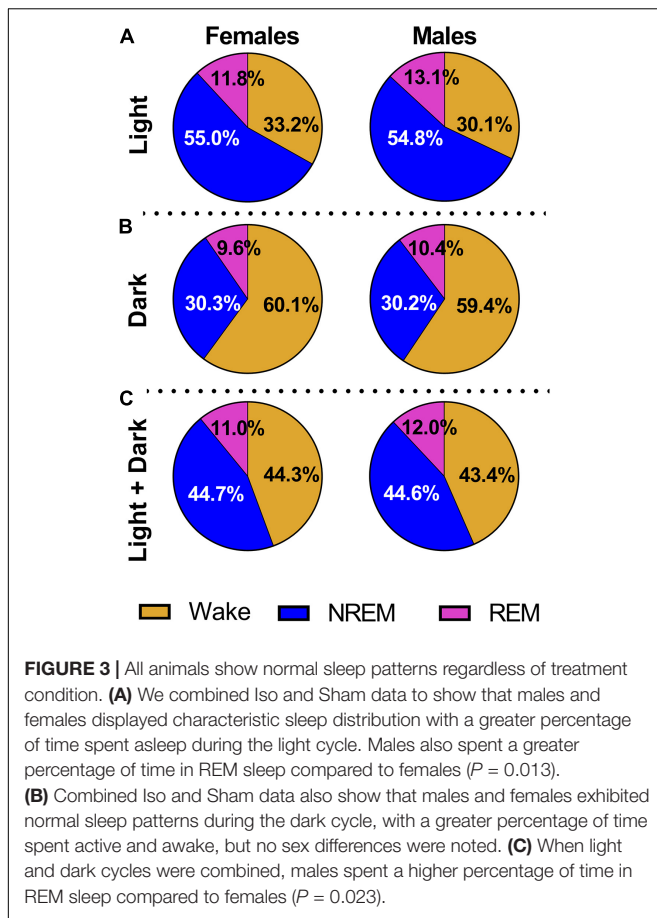 A
Females
Males
Light
11.8%
33.2%
55.0%
13.1%
30.1%
54.8%
B
Dark
9.6%
30.3%
60.1%
10.4%
30.2%
59.4%
C
Light + Dark
11.0%
44.3%
44.7%
12.0%
43.4%
44.6%
Wake
NREM
REM
FIGURE 3 | All animals show normal sleep patterns regardless of treatment
condition. (A) We combined Iso and Sham data to show that males and
females displayed characteristic sleep distribution with a greater percentage
of time spent asleep during the light cycle. Males also spent a greater
percentage of time in REM sleep compared to females (P = 0.013).
(B) Combined Iso and Sham data also show that males and females exhibited
normal sleep patterns during the dark cycle, with a greater percentage of time
spent active and awake, but no sex differences were noted. (C) When light
and dark cycles were combined, males spent a higher percentage of time in
REM sleep compared to females (P = 0.023).